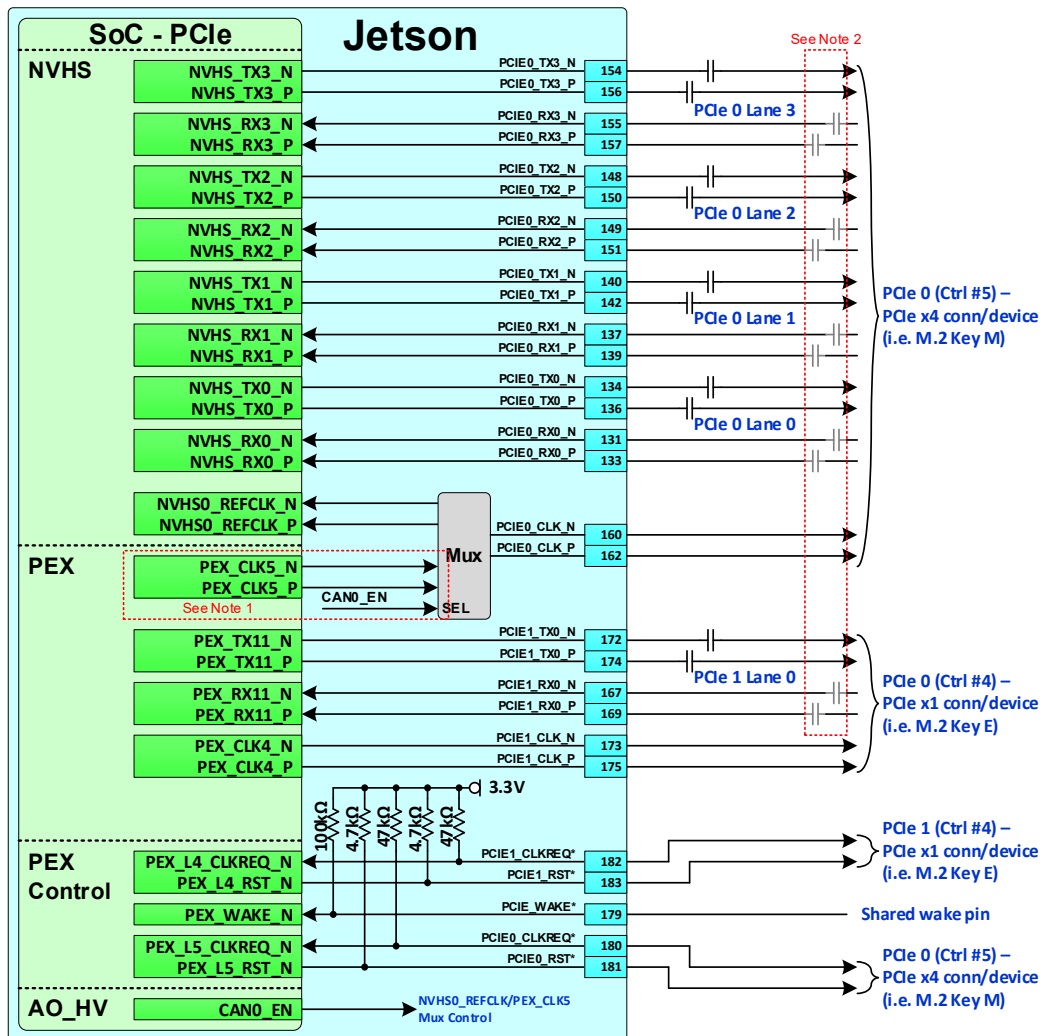 SoC - PCIe
Jetson
See Note 2
NVHS
NVHS_TX3_N PCIE0_TX3_N 154
NVHS_TX3_P PCIE0_TX3_P 156
PCIe 0 Lane 3
NVHS_RX3_N PCIE0_RX3_N 155
NVHS_RX3_P PCIE0_RX3_P 157
NVHS_TX2_N PCIE0_TX2_N 148
NVHS_TX2_P PCIE0_TX2_P 150
PCIe 0 Lane 2
NVHS_RX2_N PCIE0_RX2_N 149
NVHS_RX2_P PCIE0_RX2_P 151
NVHS_TX1_N PCIE0_TX1_N 140
NVHS_TX1_P PCIE0_TX1_P 142
PCIe 0 Lane 1
NVHS_RX1_N PCIE0_RX1_N 137
NVHS_RX1_P PCIE0_RX1_P 139
PCIe 0 (Ctrl #5) –
PCIe x4 conn/device
(i.e. M.2 Key M)
NVHS_TX0_N PCIE0_TX0_N 134
NVHS_TX0_P PCIE0_TX0_P 136
PCIe 0 Lane 0
NVHS_RX0_N PCIE0_RX0_N 131
NVHS_RX0_P PCIE0_RX0_P 133
NVHS0_REFCLK_N
NVHS0_REFCLK_P
PCIE0_CLK_N 160
PCIE0_CLK_P 162
Mux
PEX
PEX_CLK5_N
PEX_CLK5_P
CAN0_EN
SEL
See Note 1
PEX_TX11_N PCIE1_TX0_N 172
PEX_TX11_P PCIE1_TX0_P 174
PCIe 1 Lane 0
PEX_RX11_N PCIE1_RX0_N 167
PEX_RX11_P PCIE1_RX0_P 169
PCIe 0 (Ctrl #4) –
PCIe x1 conn/device
(i.e. M.2 Key E)
PEX_CLK4_N PCIE1_CLK_N 173
PEX_CLK4_P PCIE1_CLK_P 175
3.3V
100kΩ
4.7kΩ
47kΩ
4.7kΩ
47kΩ
PEX
Control
PEX_L4_CLKREQ_N PCIE1_CLKREQ* 182
PEX_L4_RST_N PCIE1_RST* 183
PCIe 1 (Ctrl #4) –
PCIe x1 conn/device
(i.e. M.2 Key E)
PEX_WAKE_N PCIE_WAKE* 179 Shared wake pin
PEX_L5_CLKREQ_N PCIE0_CLKREQ* 180
PEX_L5_RST_N PCIE0_RST* 181
PCIe 0 (Ctrl #5) –
PCIe x4 conn/device
(i.e. M.2 Key M)
AO_HV
CAN0_EN
NVHS0_REFCLK/PEX_CLK5
Mux Control